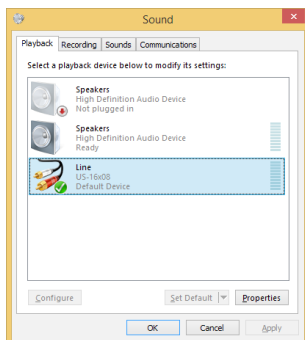 Sound
Playback Recording Sounds Communications
Select a playback device below to modify its settings:
Speakers
High Definition Audio Device
Not plugged in
Speakers
High Definition Audio Device
Ready
Line
US-16x08
Default Device
Configure Set Default Properties
OK Cancel Apply